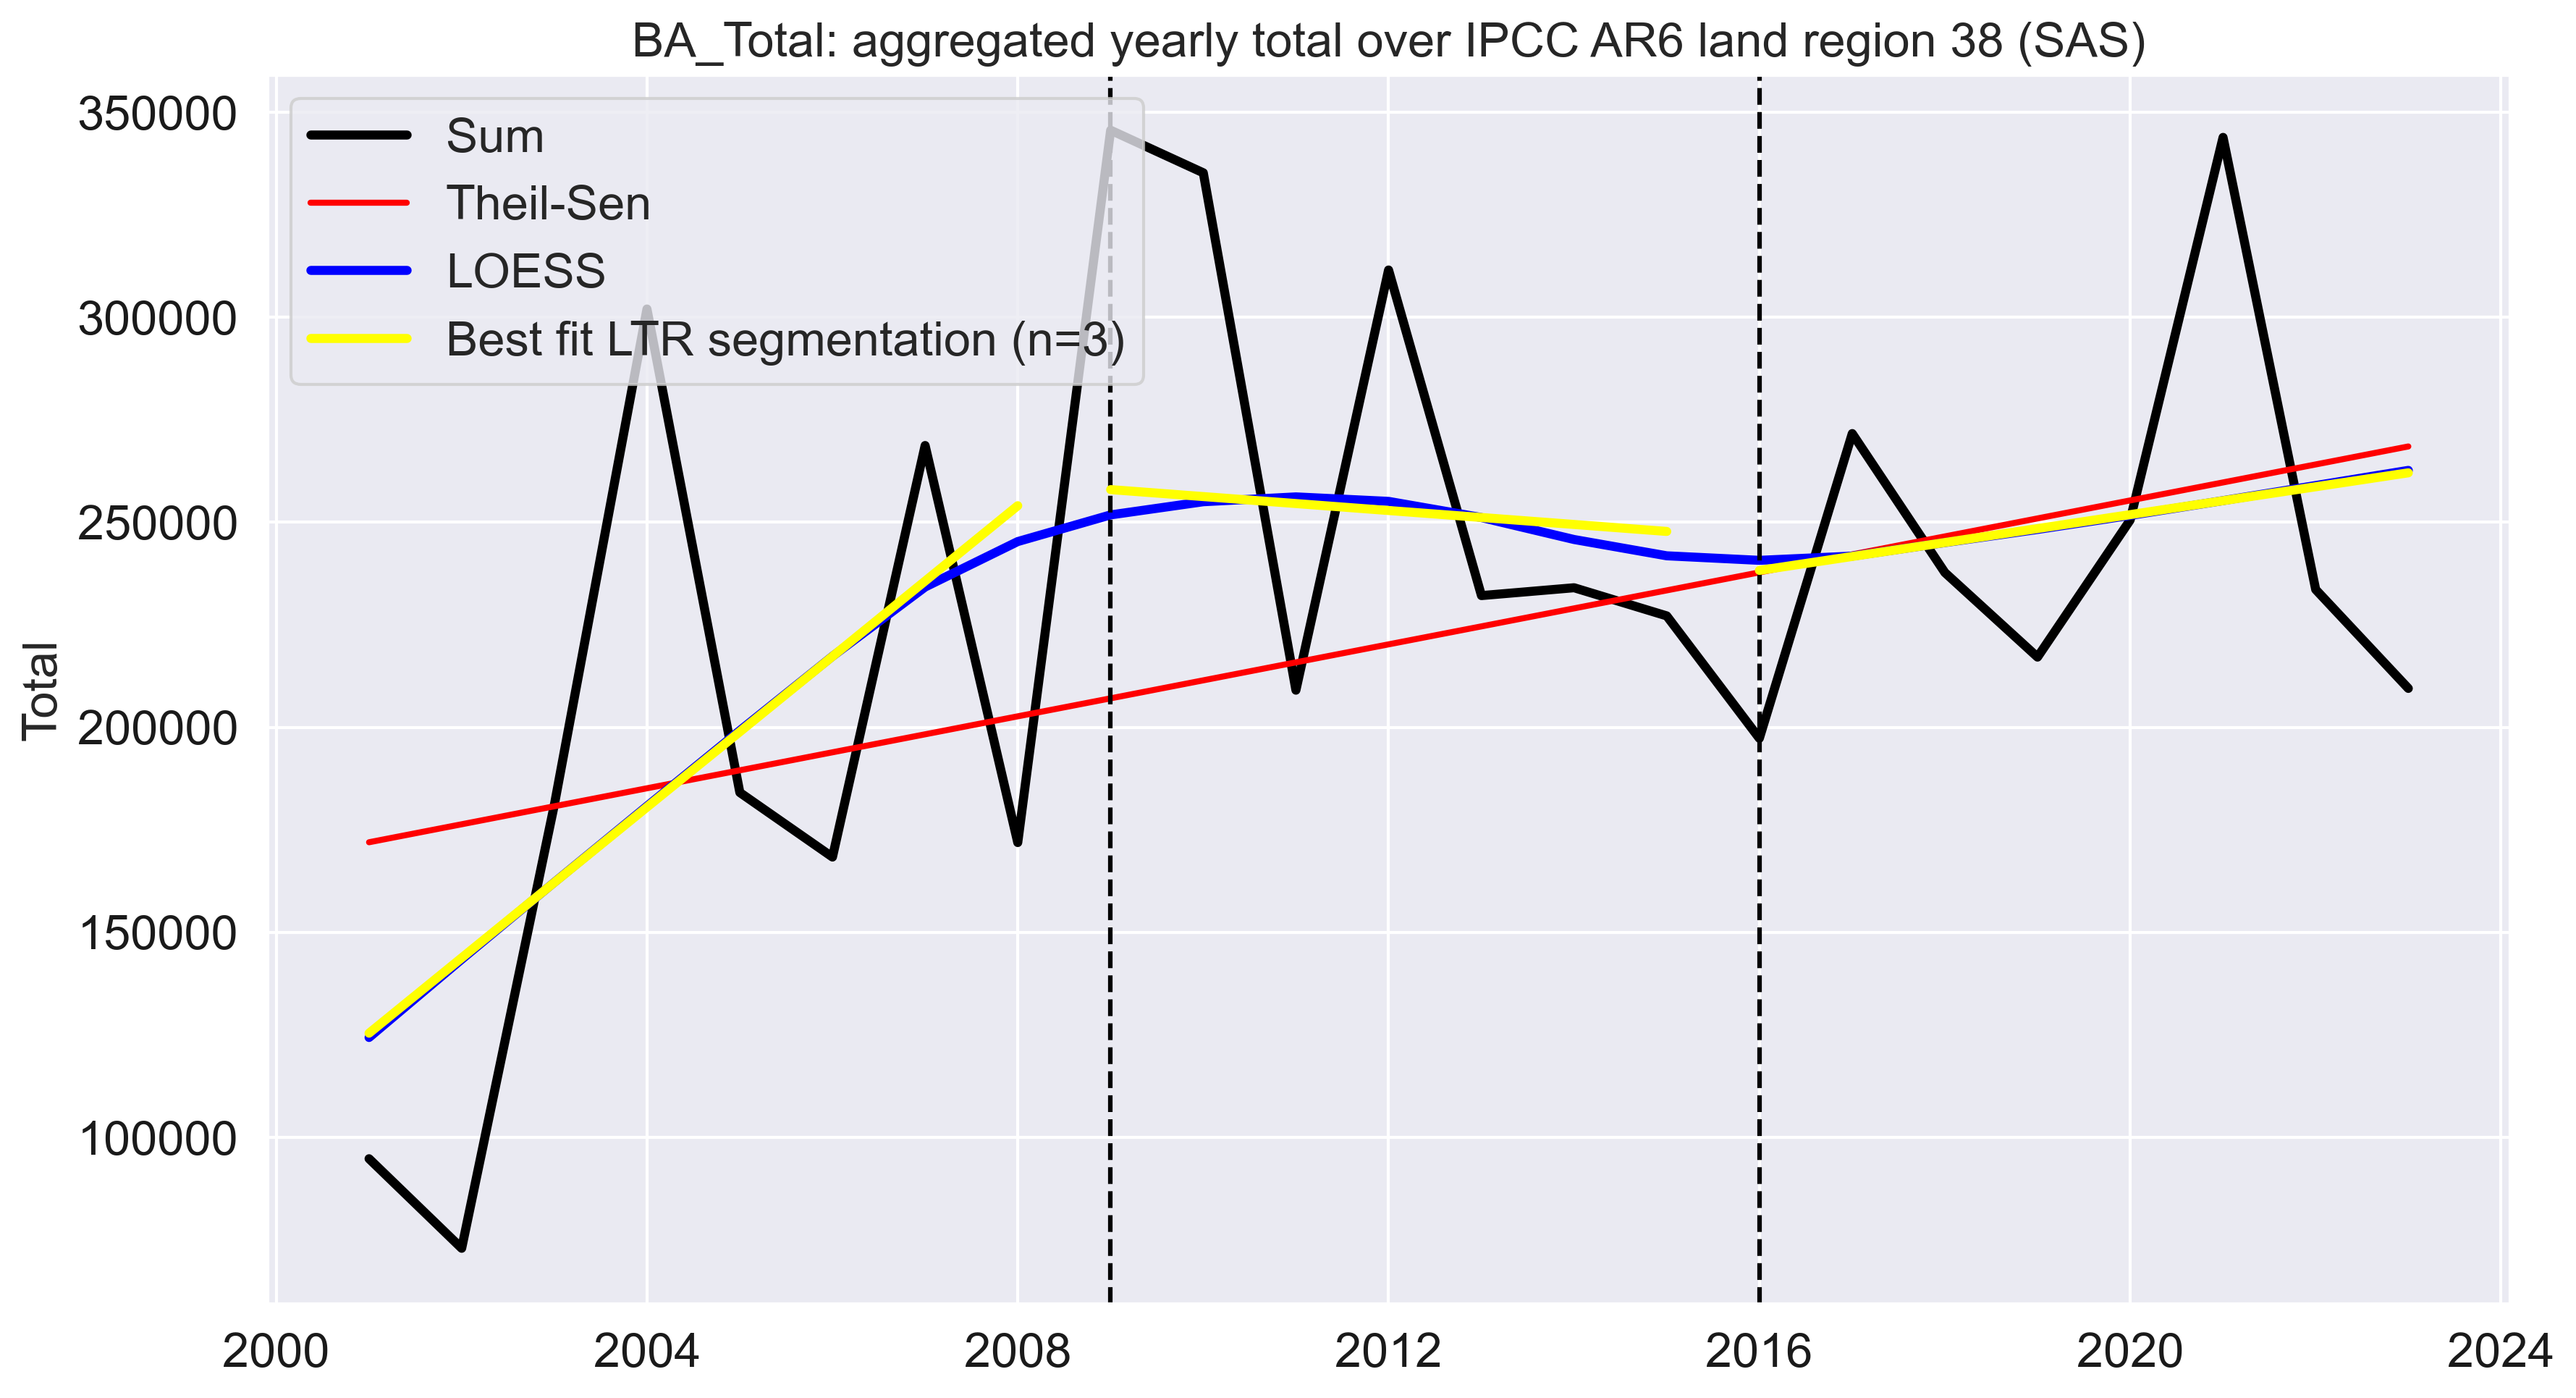 BA_Total: aggregated yearly total over IPCC AR6 land region 38 (SAS)
350000
300000
250000
200000
150000
100000
Total
Sum
Theil-Sen
LOESS
Best fit LTR segmentation (n=3)
2000 2004 2008 2012 2016 2020 2024